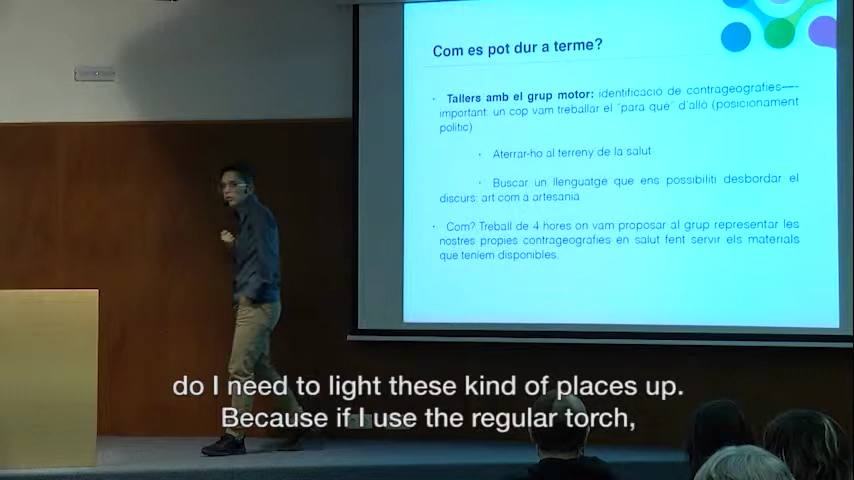 Com es pot dur a terme?
· Tallers amb el grup motor: identificació de contrageografies—-
important: un cop vam treballar el "para qué" d'allò (posicionament
polític)
· Aterrar-ho al terreny de la salut
· Buscar un llenguatge que ens possibiliti desbordar el
discurs: art com a artesania
· Com? Treball de 4 hores on vam proposar al grup representar les
nostres propies contrageografies en salut fent servir els materials
que teníem disponibles.
do I need to light these kind of places up.
Because if I use the regular torch,